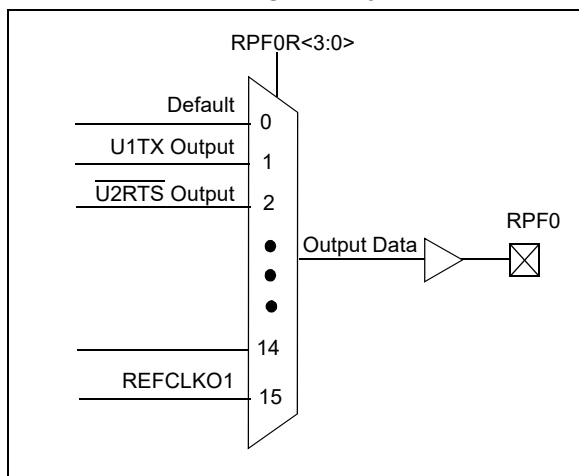 RPF0R<3:0>
Default
0
U1TX Output
1
U2RTS Output
2
RPF0
Output Data
14
REFCLKO1
15